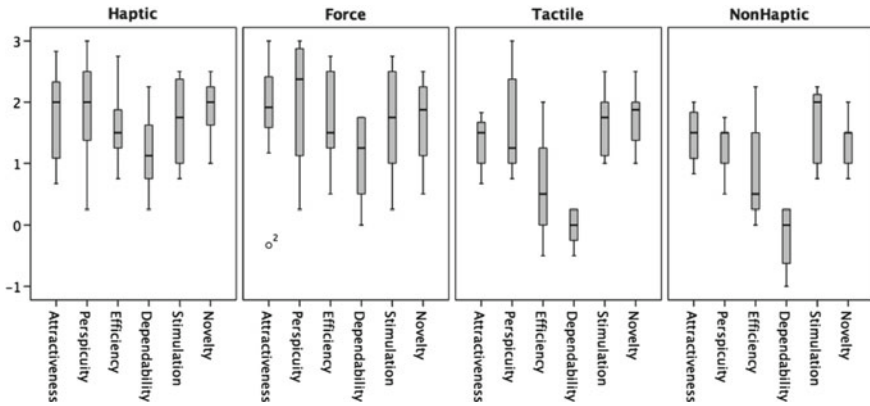 Haptic
Force
Tactile
NonHaptic
3
2
1
0
-1
2
Attractiveness
Perspicuity
Efficiency
Dependability
Stimulation
Novelty
Attractiveness
Perspicuity
Efficiency
Dependability
Stimulation
Novelty
Attractiveness
Perspicuity
Efficiency
Dependability
Stimulation
Novelty
Attractiveness
Perspicuity
Efficiency
Dependability
Stimulation
Novelty